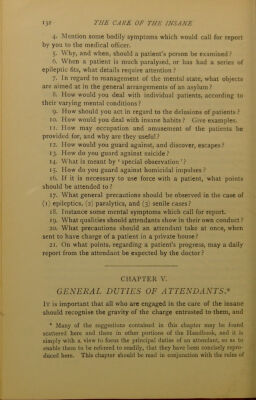 132 THE CARE OF THE INSANE
4. Mention some bodily symptoms which would call for report
by you to the medical officer.
5. Why, and when, should a patient's person be examined?
6. When a patient is much paralysed, or has had a series of
epileptic fits, what details require attention?
7. In regard to management of the mental state, what objects
are aimed at in the general arrangements of an asylum?
8. How would you deal with individual patients, according to
their varying mental conditions?
9. How should you act in regard to the delusions of patients?
10. How would you deal with insane habits? Give examples.
11. How may occupation and amusement of the patients be
provided for, and why are they useful?
12. How would you guard against, and discover, escapes?
13. How do you guard against suicide?
14. What is meant by 'special observation'?
15. How do you guard against homicidal impulses?
16. If it is necessary to use force with a patient, what points
should be attended to?
17. What general precautions should be observed in the case of
(1) epileptics, (2) paralytics, and (3) senile cases?
18. Instance some mental symptoms which call for report.
19. What qualities should attendants show in their own conduct?
20. What precautions should an attendant take at once, when
sent to have charge of a patient in a private house?
21. On what points, regarding a patient's progress, may a daily
report from the attendant be expected by the doctor?
CHAPTER V.
GENERAL DUTIES OF ATTENDANTS.*
IT is important that all who are engaged in the care of the insane
should recognise the gravity of the charge entrusted to them, and
* Many of the suggestions contained in this chapter may be found
scattered here and there in other portions of the Handbook, and it is
simply with a view to focus the principal duties of an attendant, so as to
enable them to be referred to readily, that they have been concisely repro-
duced here. This chapter should be read in conjunction with the rules of